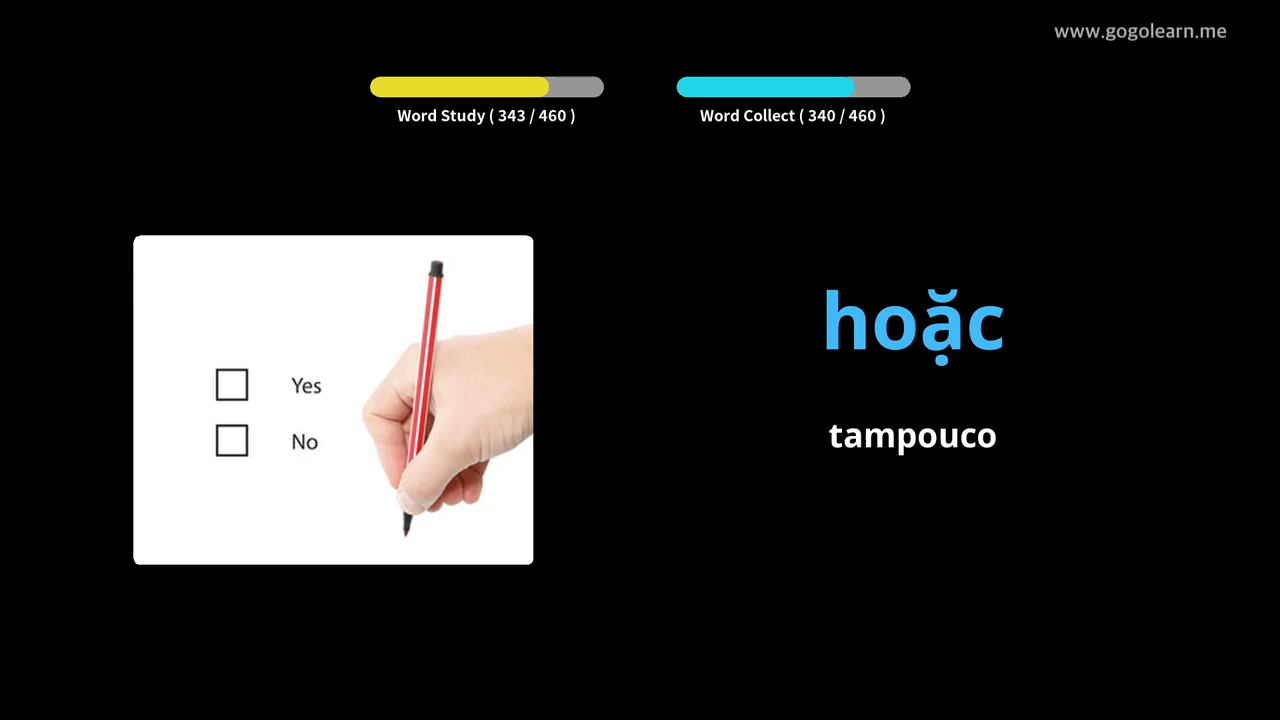 www.gogolearn.me
Word Study ( 343 / 460 )
Word Collect ( 340 / 460 )
Yes
No
hoặc
tampouco